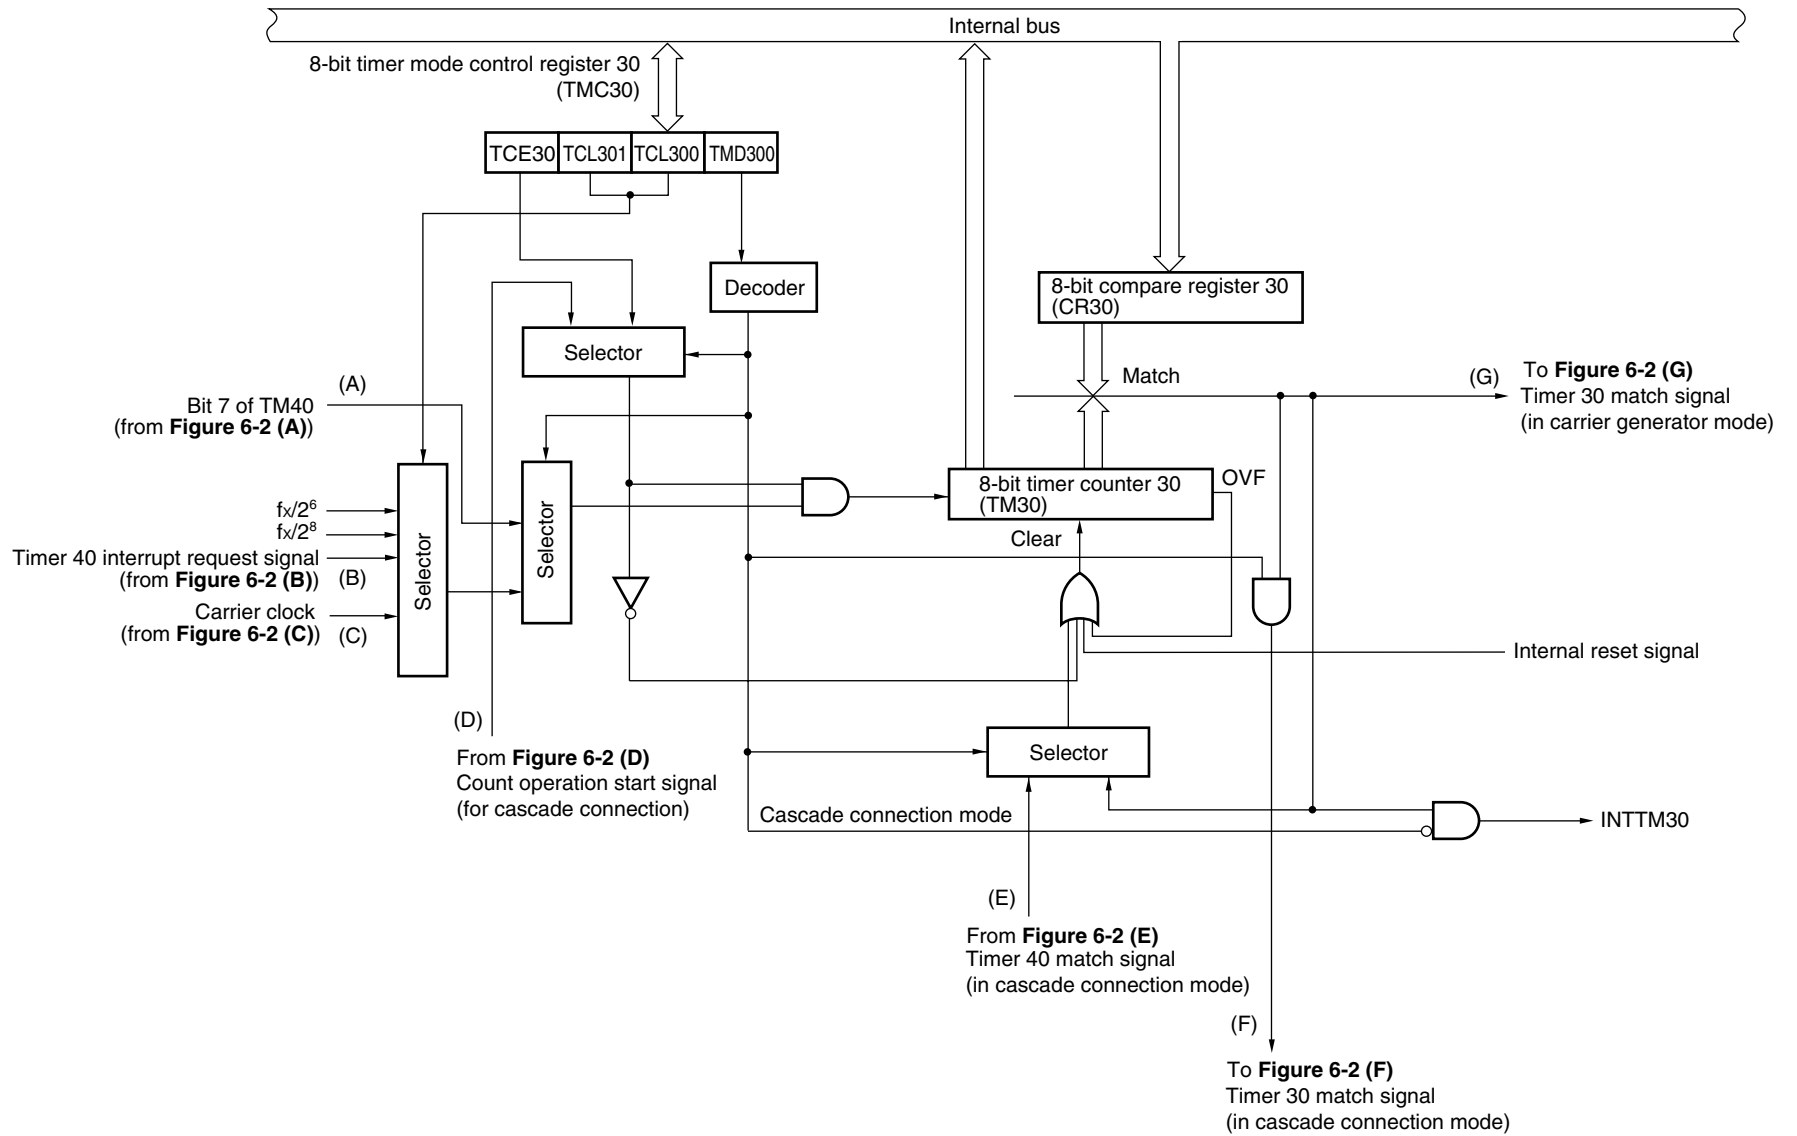 Internal bus
8-bit timer mode control register 30
(TMC30)
TCE30 TCL301 TCL300 TMD300
Decoder
8-bit compare register 30
(CR30)
Selector
Match
(G)
To Figure 6-2 (G)
Timer 30 match signal
(in carrier generator mode)
(A)
Bit 7 of TM40
(from Figure 6-2 (A))
8-bit timer counter 30
(TM30)
OVF
Clear
fx/2⁶
fx/2⁸
Timer 40 interrupt request signal
(from Figure 6-2 (B))
(B)
Carrier clock
(from Figure 6-2 (C))
(C)
Selector
Selector
Internal reset signal
(D)
From Figure 6-2 (D)
Count operation start signal
(for cascade connection)
Selector
Cascade connection mode
INTTM30
(E)
From Figure 6-2 (E)
Timer 40 match signal
(in cascade connection mode)
(F)
To Figure 6-2 (F)
Timer 30 match signal
(in cascade connection mode)